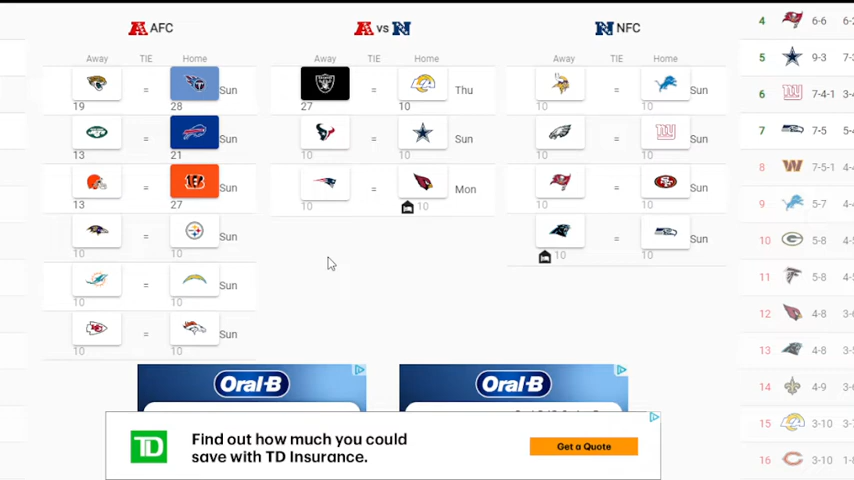 AFC
Away TIE Home
= Sun
19 28
= Sun
13 21
= Sun
13 27
= Sun
10 10
= Sun
10 10
= Sun
10 10
vs
Away TIE Home
= Thu
27 10
= Sun
10 10
= Mon
10 10
NFC
Away TIE Home
= Sun
10 10
= Sun
10 10
= Sun
10 10
= Sun
10 10
4 6-6
5 9-3
6 7-4-1
7 7-5
8 7-5-1
9 5-7
10 5-8
11 5-8
12 4-8
13 4-8
14 4-9
15 3-10
16 3-10
Oral-B
Oral-B
TD
Find out how much you could
save with TD Insurance.
Get a Quote